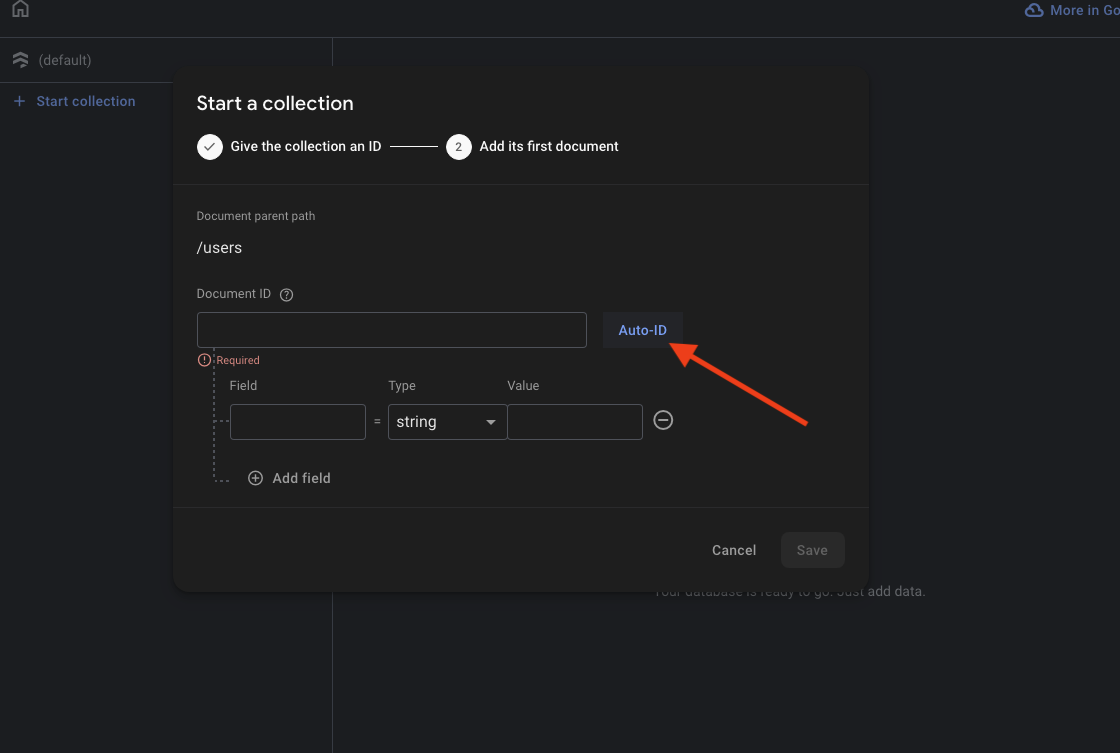 More in Go
(default)
+ Start collection
Start a collection
Give the collection an ID
2 Add its first document
Document parent path
/users
Document ID ?
Auto-ID
! Required
Field Type Value
= string
Add field
Cancel Save
Your database is ready to go. Just add data.